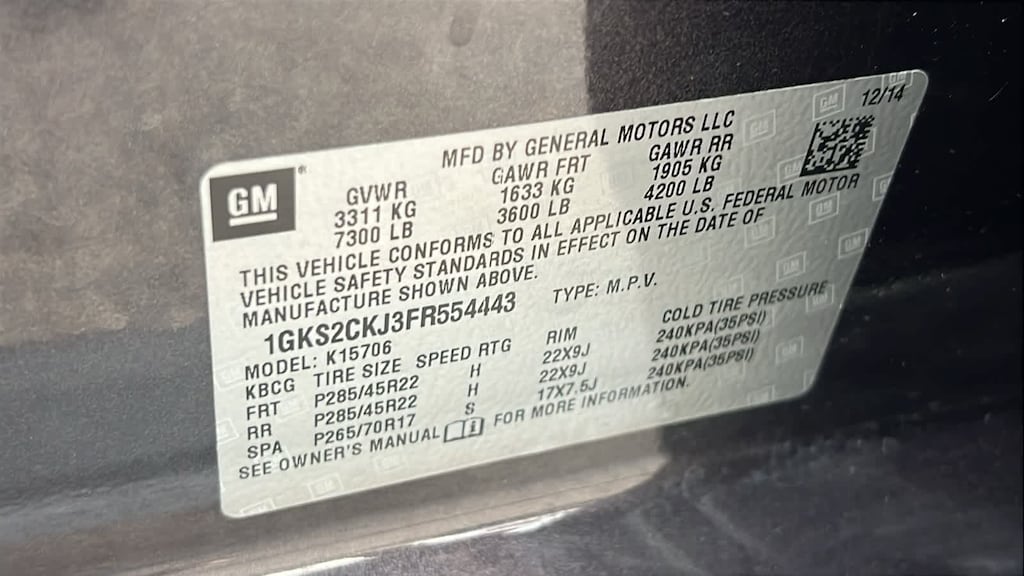 12/14
MFD BY GENERAL MOTORS LLC
GM
GVWR GAWR FRT GAWR RR
3311 KG 1633 KG 1905 KG
7300 LB 3600 LB 4200 LB
THIS VEHICLE CONFORMS TO ALL APPLICABLE U.S. FEDERAL MOTOR
VEHICLE SAFETY STANDARDS IN EFFECT ON THE DATE OF
MANUFACTURE SHOWN ABOVE.
1GKS2CKJ3FR554443 TYPE: M.P.V.
MODEL: K15706
KBCG TIRE SIZE SPEED RTG RIM COLD TIRE PRESSURE
FRT P285/45R22 H 22X9J 240KPA(35PSI)
RR P285/45R22 H 22X9J 240KPA(35PSI)
SPA P265/70R17 S 17X7.5J 240KPA(35PSI)
SEE OWNER'S MANUAL FOR MORE INFORMATION.